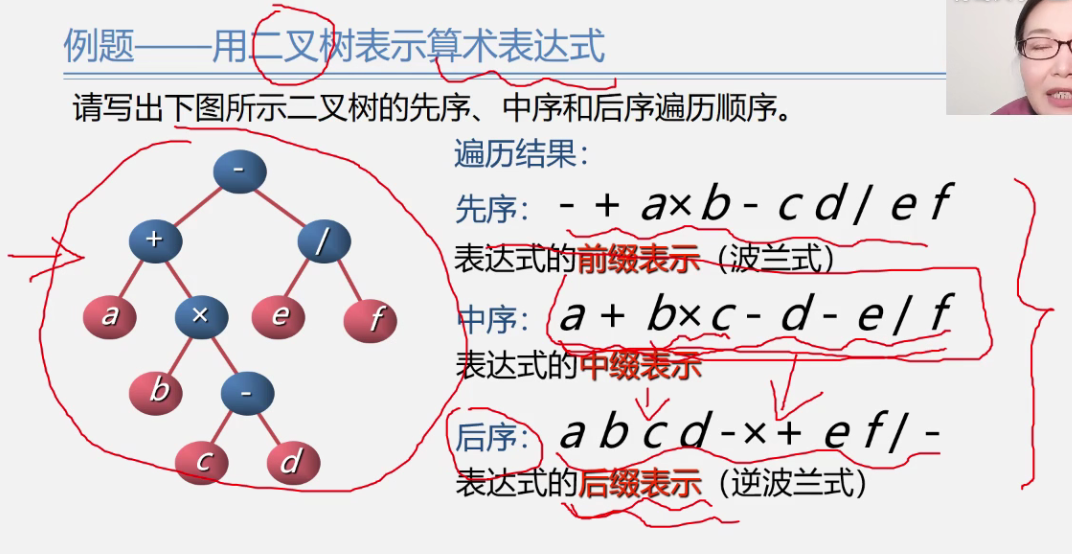 例题——用二叉树表示算术表达式
请写出下图所示二叉树的先序、中序和后序遍历顺序。
遍历结果：
先序： - + a×b - c d / e f
表达式的前缀表示（波兰式）
中序： a + b×c - d - e / f
表达式的中缀表示
后序： a b c d -×+ e f / -
表达式的后缀表示（逆波兰式）
-
+ /
a × e f
b -
c d